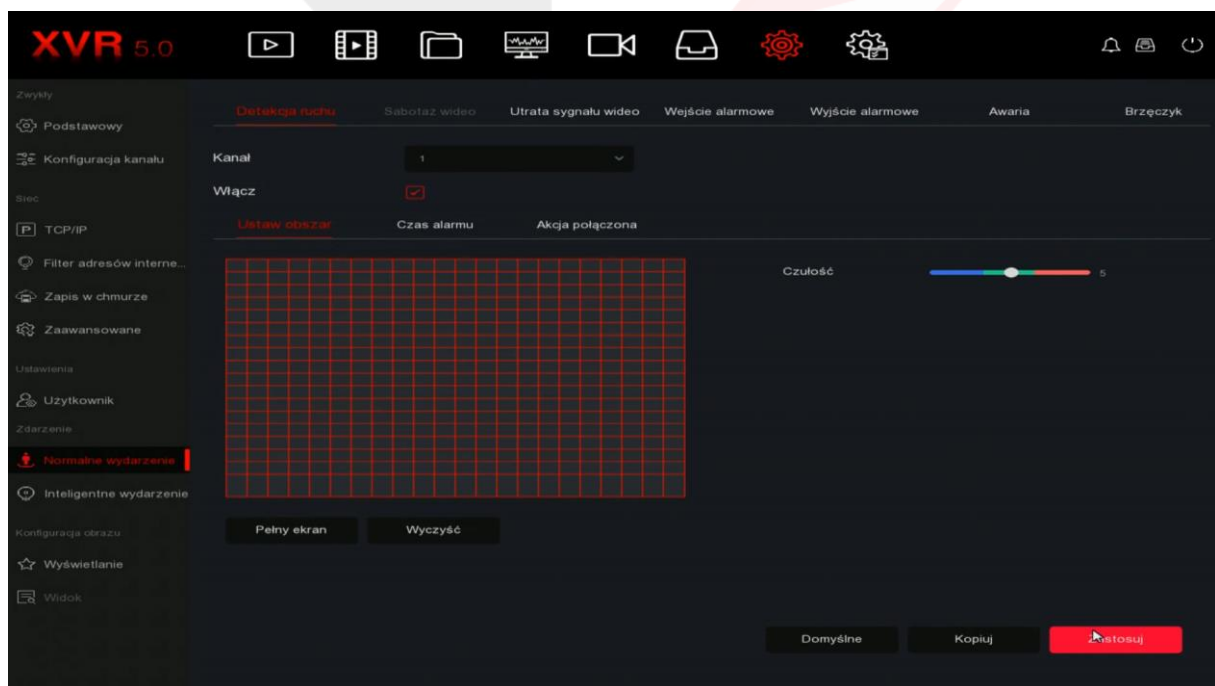 XVR 5.0
Zwykły
Podstawowy
Konfiguracja kanału
Sieć
P TCP/IP
Filter adresów interne...
Zapis w chmurze
Zaawansowane
Ustawienia
Użytkownik
Zdarzenie
Normalne wydarzenie
Inteligentne wydarzenie
Konfiguracja obrazu
Wyświetlanie
Widok
Detekcja ruchu Sabotaż wideo Utrata sygnału wideo Wejście alarmowe Wyjście alarmowe Awaria Brzęczyk
Kanał 1
Włącz
Ustaw obszar Czas alarmu Akcja połączona
Czułość 5
Pełny ekran Wyczyść
Domyślne Kopiuj Zastosuj